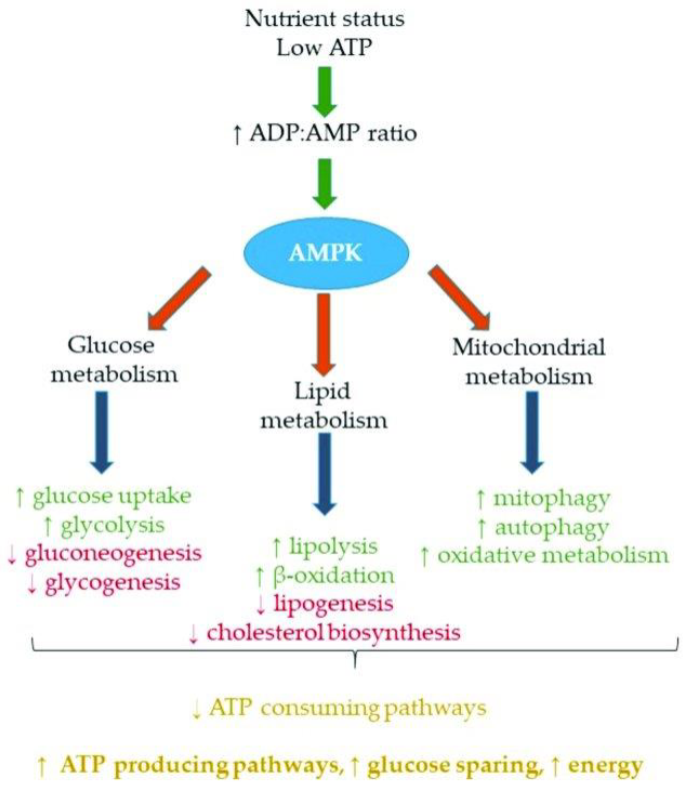 Nutrient status
Low ATP
↑ ADP:AMP ratio
AMPK
Glucose
metabolism
Lipid
metabolism
Mitochondrial
metabolism
↑ glucose uptake
↑ glycolysis
↓ gluconeogenesis
↓ glycogenesis
↑ lipolysis
↑ β-oxidation
↓ lipogenesis
↓ cholesterol biosynthesis
↑ mitophagy
↑ autophagy
↑ oxidative metabolism
↓ ATP consuming pathways
↑ ATP producing pathways, ↑ glucose sparing, ↑ energy